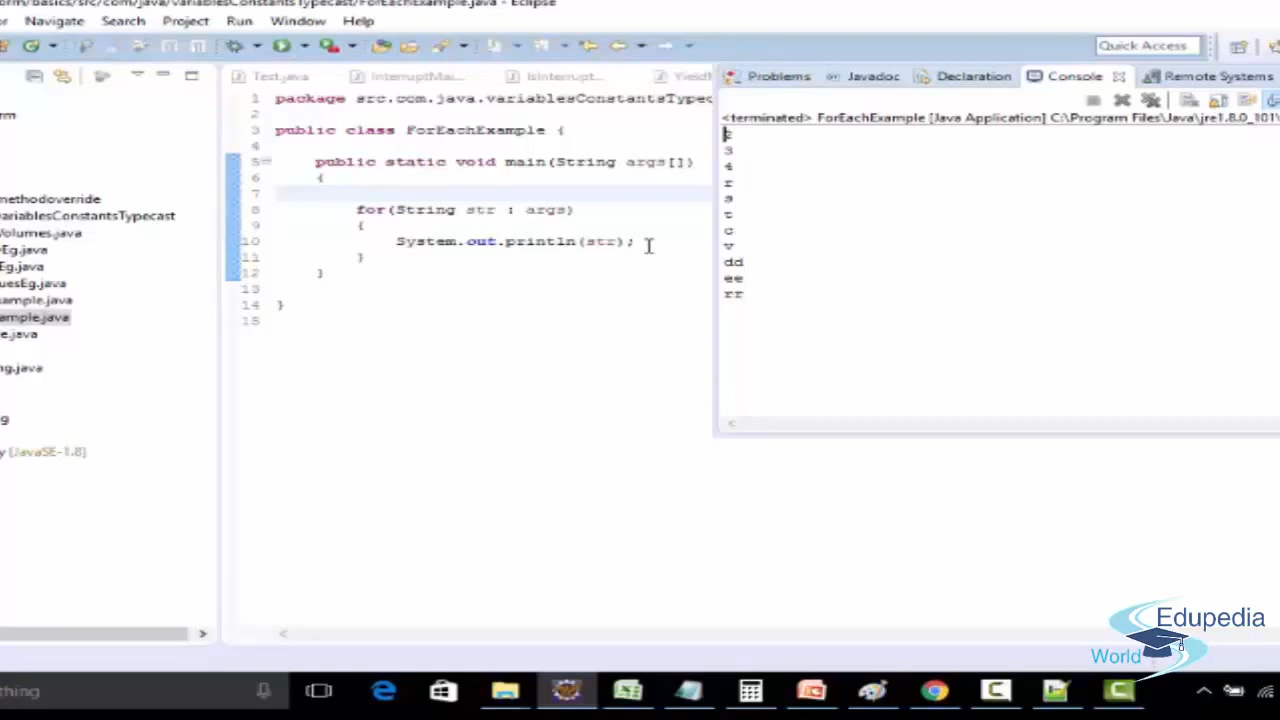 orm/basics/src/com/java/variablesConstantsTypecast/ForEachExample.java - Eclipse
Navigate Search Project Run Window Help
Quick Access
Test.java InterruptMai... IsInterrupt... YieldM
Problems Javadoc Declaration Console Remote Systems
<terminated> ForEachExample [Java Application] C:\Program Files\Java\jre1.8.0_101\
1 package src.com.java.variablesConstantsTypec
2
3 public class ForEachExample {
4
5 public static void main(String args[])
6 {
7
8 for(String str : args)
9 {
10 System.out.println(str);
11 }
12 }
13
14 }
15
2
3
4
r
s
t
c
v
dd
ee
rr
rm
methodoverride
variablesConstantsTypecast
Volumes.java
Eg.java
Eg.java
uesEg.java
ample.java
ample.java
e.java
ng.java
g
y [JavaSE-1.8]
Edupedia
World
thing